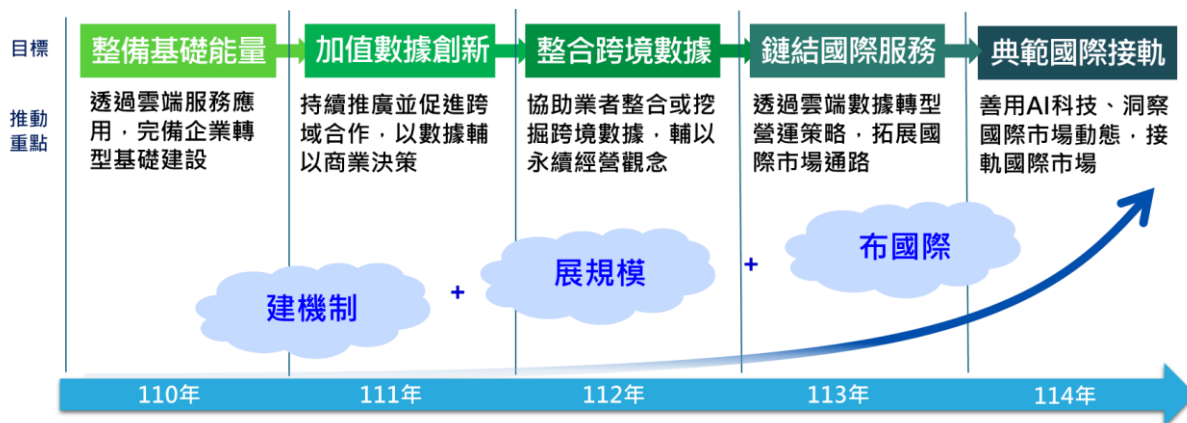 目標
整備基礎能量
加值數據創新
整合跨境數據
鏈結國際服務
典範國際接軌
推動
重點
透過雲端服務應
用，完備企業轉
型基礎建設
持續推廣並促進跨
域合作，以數據輔
以商業決策
協助業者整合或挖
掘跨境數據，輔以
永續經營觀念
透過雲端數據轉型
營運策略，拓展國
際市場通路
善用AI科技、洞察
國際市場動態，接
軌國際市場
建機制
+
展規模
+
布國際
110年
111年
112年
113年
114年